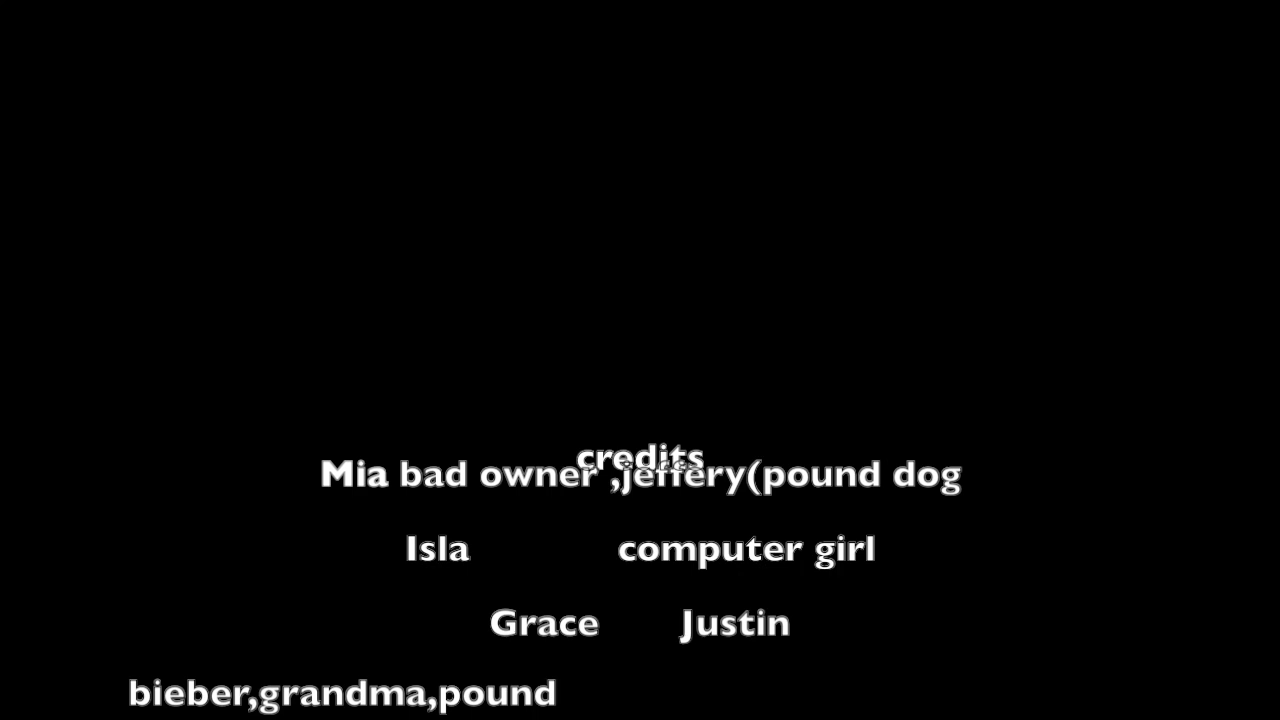 credits
Mia bad owner ,jeffery(pound dog
Isla computer girl
Grace Justin
bieber,grandma,pound